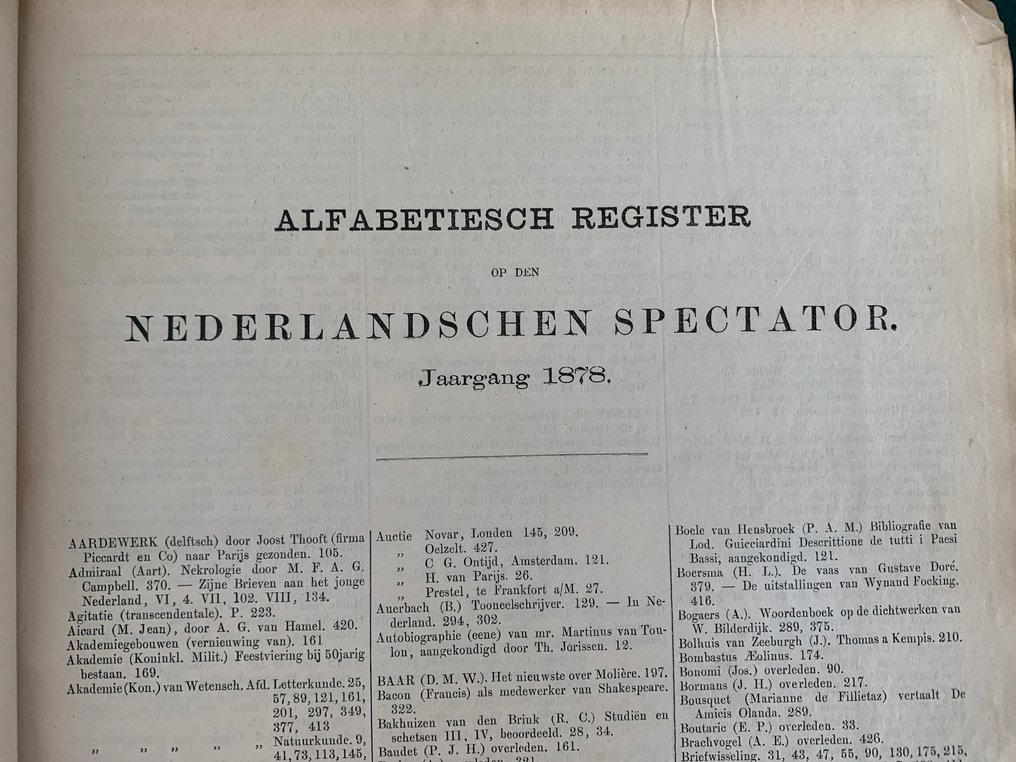 ALFABETIESCH REGISTER
OP DEN
NEDERLANDSCHEN SPECTATOR.
Jaargang 1878.
AARDEWERK (delftsch) door Joost Thooft (firma
Piccardt en Co) naar Parijs gezonden. 105.
Admiraal (Aart). Nekrologie door M. F. A. G.
Campbell. 370. — Zijne Brieven aan het jonge
Nederland, VI, 4. VII, 102. VIII, 134.
Agitatie (transcendentale). P. 223.
Aicard (M. Jean), door A. G. van Hamel. 420.
Akademiegebouwen (vernieuwing van). 161
Akademie (Koninkl. Milit.) Feestviering bij 50jarig
bestaan. 169.
Akademie (Kon.) van Wetensch. Afd. Letterkunde. 25,
57, 89, 121, 161,
201, 297, 349,
377, 413
„ „ „ „ „ Natuurkunde. 9,
41, 73, 113, 145,
Auctie Novar, Londen 145, 209.
„ Oelzelt. 427.
„ C G. Ontijd, Amsterdam. 121.
„ H. van Parijs. 26.
„ Prestel, te Frankfort a/M. 27.
Auerbach (B.) Tooneelschrijver. 129. — In Ne-
derland. 294, 302.
Autobiographie (eene) van mr. Martinus van Tou-
lon, aangekondigd door Th. Jorissen. 12.
BAAR (D. M. W.). Het nieuwste over Molière. 197.
Bacon (Francis) als medewerker van Shakespeare.
322.
Bakhuizen van den Brink (R. C.) Studiën en
schetsen III, IV, beoordeeld. 28, 34.
Baudet (P. J. H.) overleden. 161.
overleden. 321
Boele van Hensbroek (P. A. M.) Bibliografie van
Lod. Guicciardini Descrittione de tutti i Paesi
Bassi, aangekondigd. 121.
Boersma (H. L.). De vaas van Gustave Doré.
379. — De uitstallingen van Wynand Focking.
416.
Bogaers (A.). Woordenboek op de dichtwerken van
W. Bilderdijk. 289, 375.
Bolhuis van Zeeburgh (J.). Thomas a Kempis. 210.
Bombastus Æolinus. 174.
Bonomi (Jos.) overleden. 90.
Bormans (J. H.) overleden. 217.
Bousquet (Marianne de Fillietaz) vertaalt De
Amicis Olanda. 289.
Boutaric (E. P.) overleden. 33.
Brachvogel (A. E.) overleden. 426.
Briefwisseling. 31, 43, 47, 55, 90, 130, 175, 215,